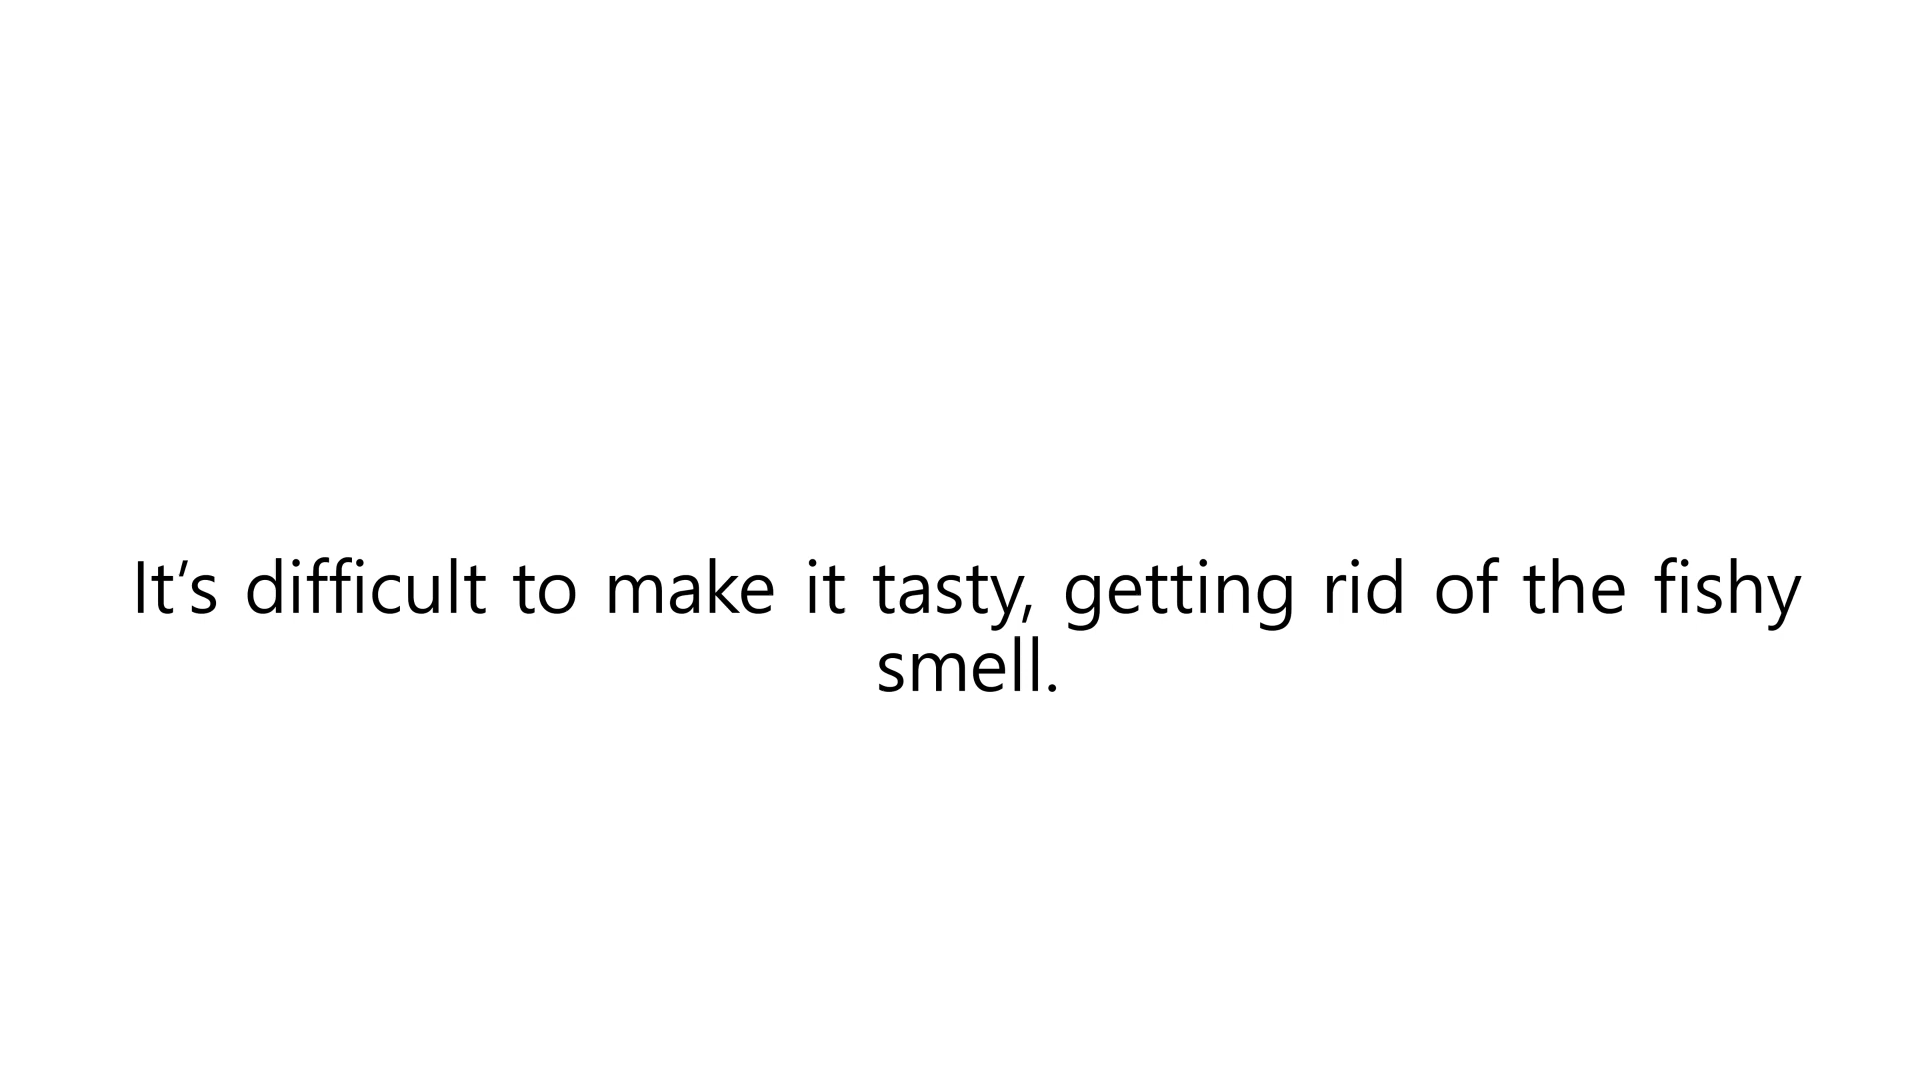 It’s difficult to make it tasty, getting rid of the fishy
smell.